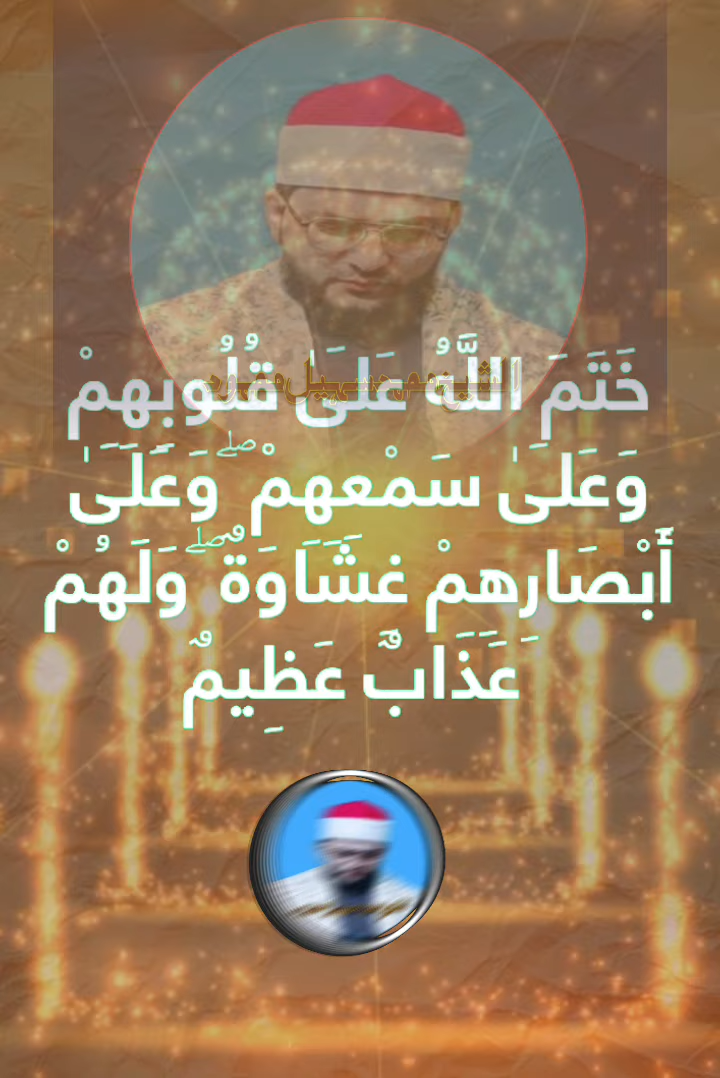 خَتَمَ اللَّهُ عَلَىٰ قُلُوبِهِمْ
وَعَلَىٰ سَمْعِهِمْ ۖ وَعَلَىٰ
أَبْصَارِهِمْ غِشَاوَةٌ ۖ وَلَهُمْ
عَذَابٌ عَظِيمٌ